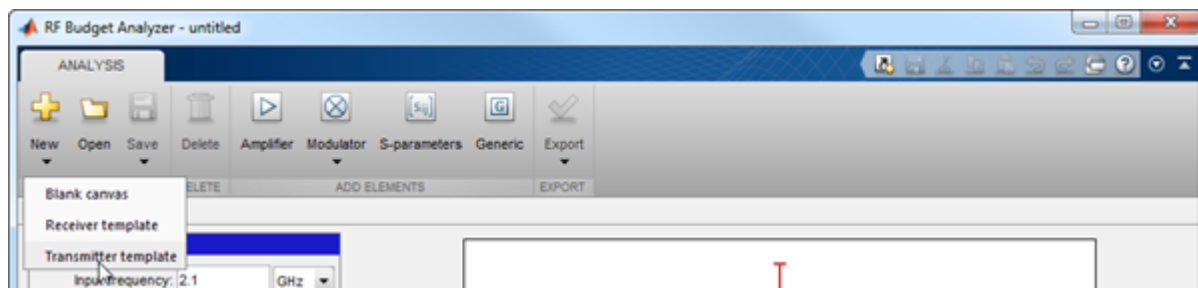 RF Budget Analyzer - untitled
ANALYSIS
New Open Save Delete Amplifier Modulator S-parameters Generic Export
ELETE ADD ELEMENTS EXPORT
Blank canvas
Receiver template
Transmitter template
Input frequency: 2.1 GHz